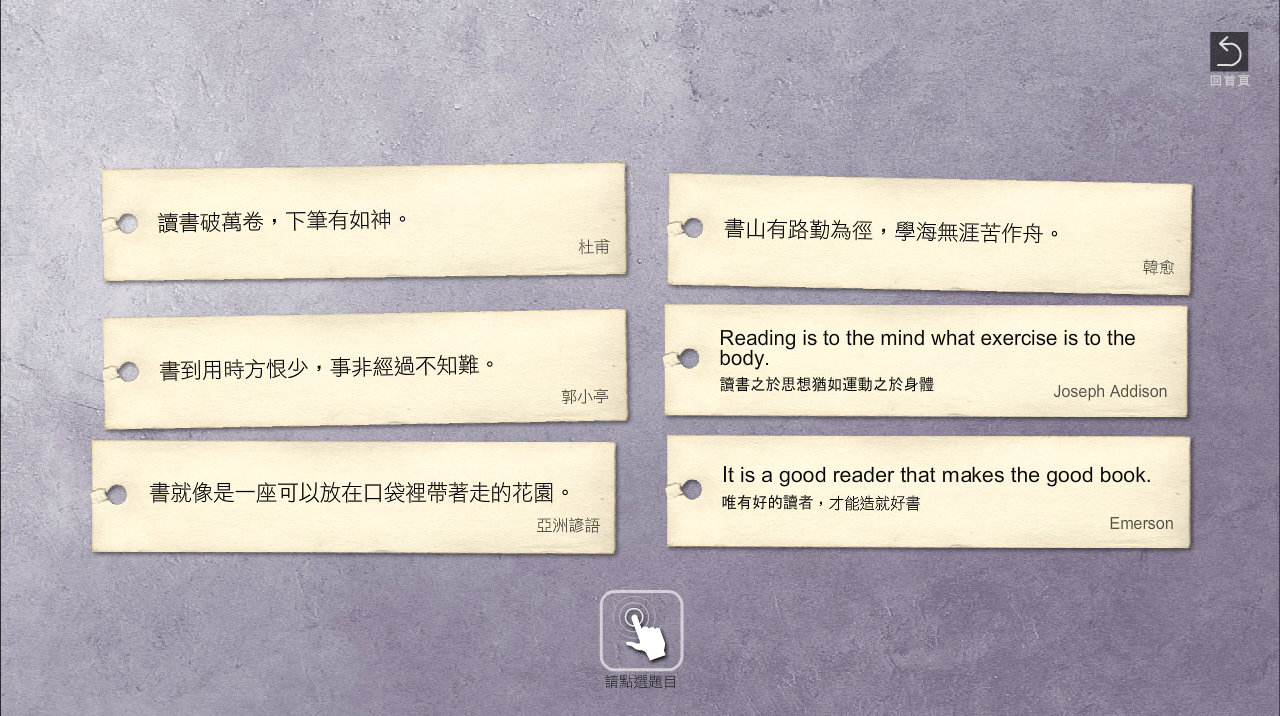 回首頁
讀書破萬卷，下筆有如神。
杜甫
書山有路勤為徑，學海無涯苦作舟。
韓愈
書到用時方恨少，事非經過不知難。
郭小亭
Reading is to the mind what exercise is to the
body.
讀書之於思想猶如運動之於身體
Joseph Addison
書就像是一座可以放在口袋裡帶著走的花園。
亞洲諺語
It is a good reader that makes the good book.
唯有好的讀者，才能造就好書
Emerson
請點選題目